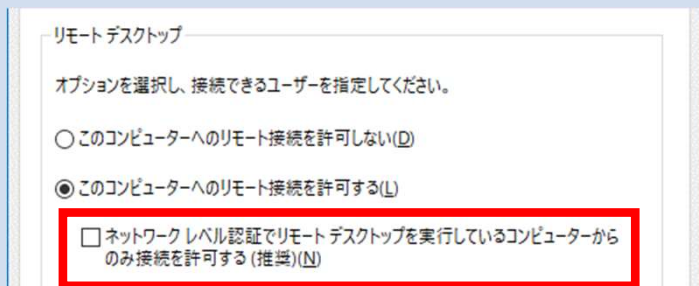 リモート デスクトップ
オプションを選択し、接続できるユーザーを指定してください。
このコンピューターへのリモート接続を許可しない(D)
このコンピューターへのリモート接続を許可する(L)
ネットワーク レベル認証でリモート デスクトップを実行しているコンピューターから
のみ接続を許可する (推奨)(N)